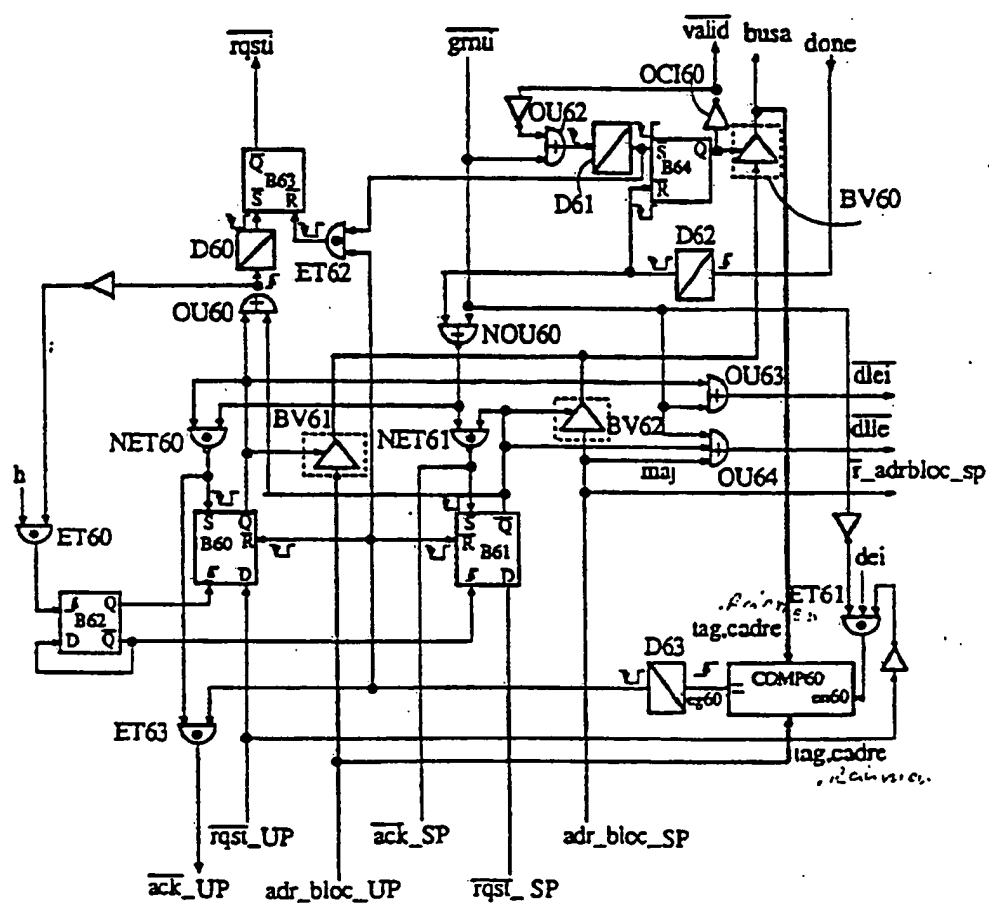 valid busa done
rqsti grnti
OCI60
OU62
Q
B63
S R
S Q
B64
R
D61
BV60
D60
ET62
D62
OU60
NOU60
OU63 dlei
BV61
BV62 dlle
NET60 NET61
maj OU64 r_adrbloc_sp
h
ET60
S Q
R
B60
D
S Q
R
B61
D
dei
ET61
Q
B62
D Q
tag.cadre
D63
COMP60
eg60 = en60
ET63
tag.cadre
rqst_UP ack_SP adr_bloc_SP
ack_UP adr_bloc_UP rqst_SP